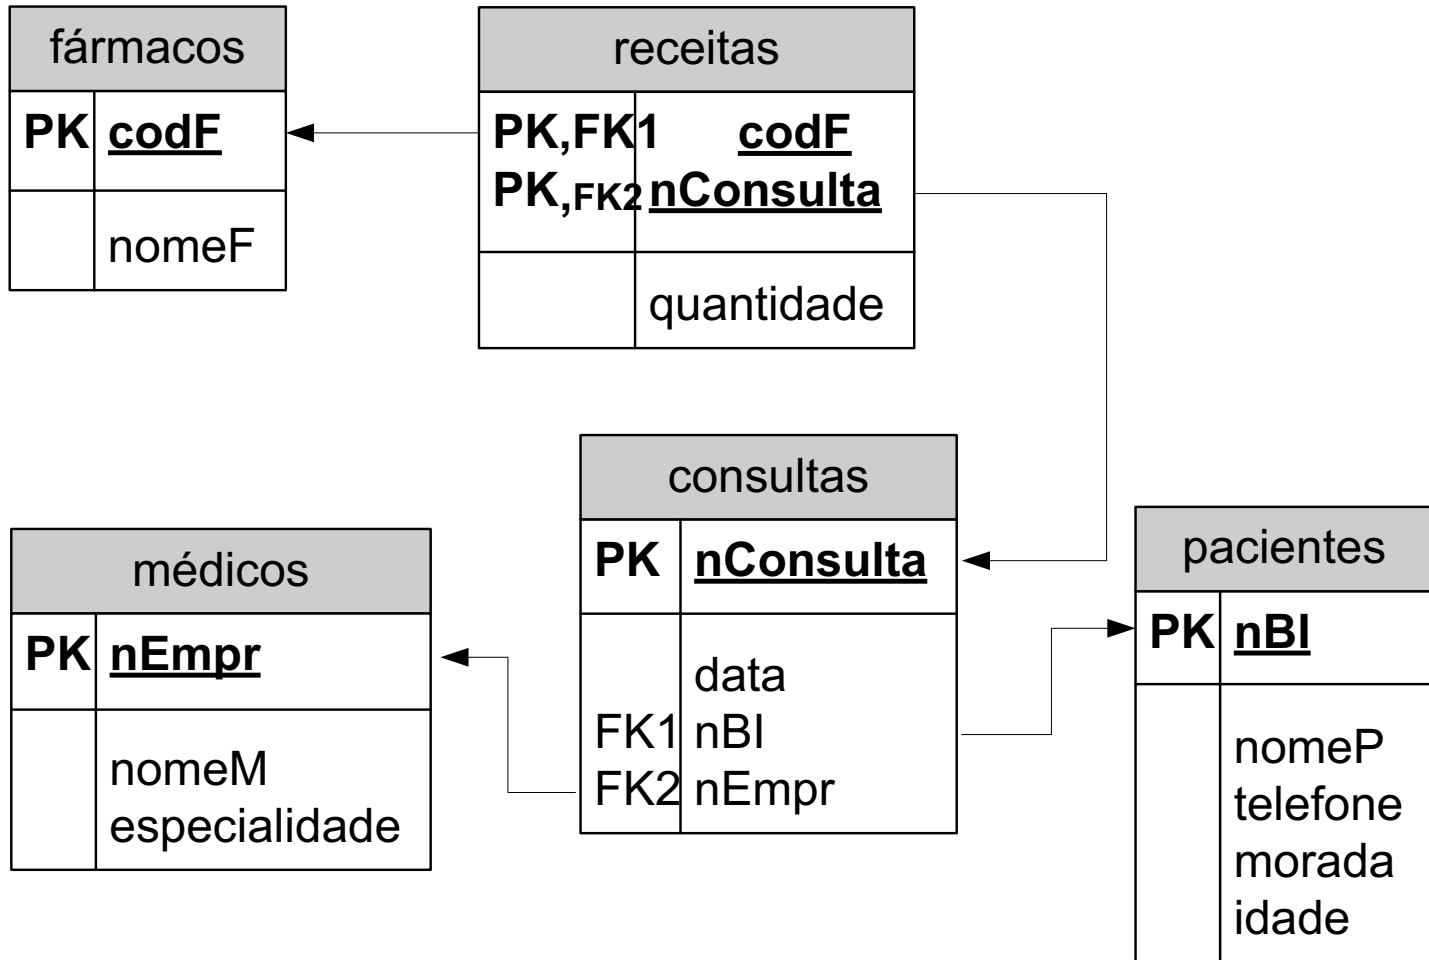 fármacos
PK codF
nomeF
receitas
PK,FK1 codF
PK,FK2 nConsulta
quantidade
consultas
PK nConsulta
data
FK1 nBI
FK2 nEmpr
médicos
PK nEmpr
nomeM
especialidade
pacientes
PK nBI
nomeP
telefone
morada
idade